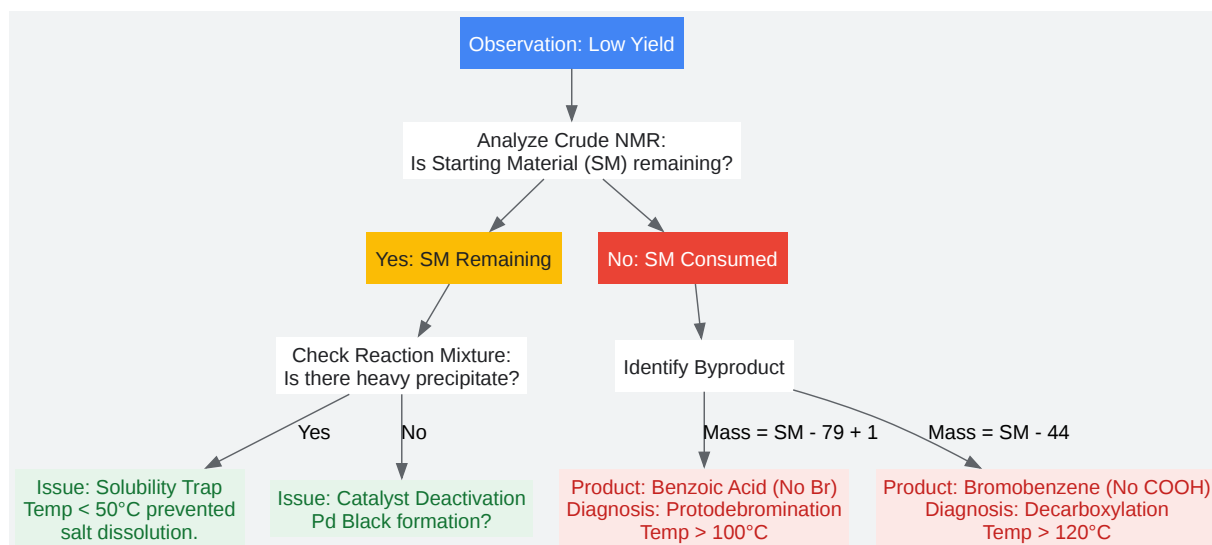 Observation: Low Yield
Analyze Crude NMR:
Is Starting Material (SM) remaining?
Yes: SM Remaining
No: SM Consumed
Check Reaction Mixture:
Is there heavy precipitate?
Identify Byproduct
Yes
No
Mass = SM - 79 + 1
Mass = SM - 44
Issue: Solubility Trap
Temp < 50°C prevented
salt dissolution.
Issue: Catalyst Deactivation
Pd Black formation?
Product: Benzoic Acid (No Br)
Diagnosis: Protodebromination
Temp > 100°C
Product: Bromobenzene (No COOH)
Diagnosis: Decarboxylation
Temp > 120°C